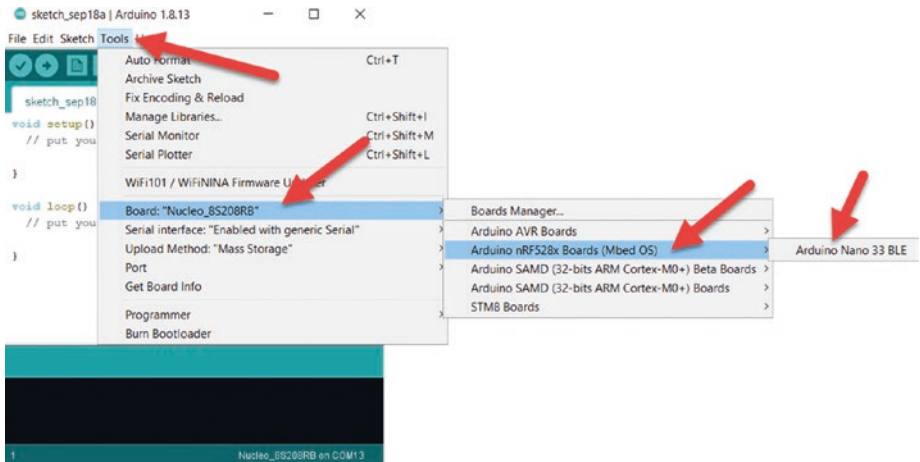 sketch_sep18a | Arduino 1.8.13
File Edit Sketch Tools
Auto Format Ctrl+T
Archive Sketch
Fix Encoding & Reload
Manage Libraries... Ctrl+Shift+I
Serial Monitor Ctrl+Shift+M
Serial Plotter Ctrl+Shift+L
WiFi101 / WiFiNINA Firmware Updater
Board: "Nucleo_8S208RB"
Serial interface: "Enabled with generic Serial"
Upload Method: "Mass Storage"
Port
Get Board Info
Programmer
Burn Bootloader
sketch_sep18
void setup()
// put you
}
void loop()
// put you
}
Boards Manager...
Arduino AVR Boards
Arduino nRF528x Boards (Mbed OS)
Arduino SAMD (32-bits ARM Cortex-M0+) Beta Boards
Arduino SAMD (32-bits ARM Cortex-M0+) Boards
STM8 Boards
Arduino Nano 33 BLE
1 Nucleo_8S208RB on COM13